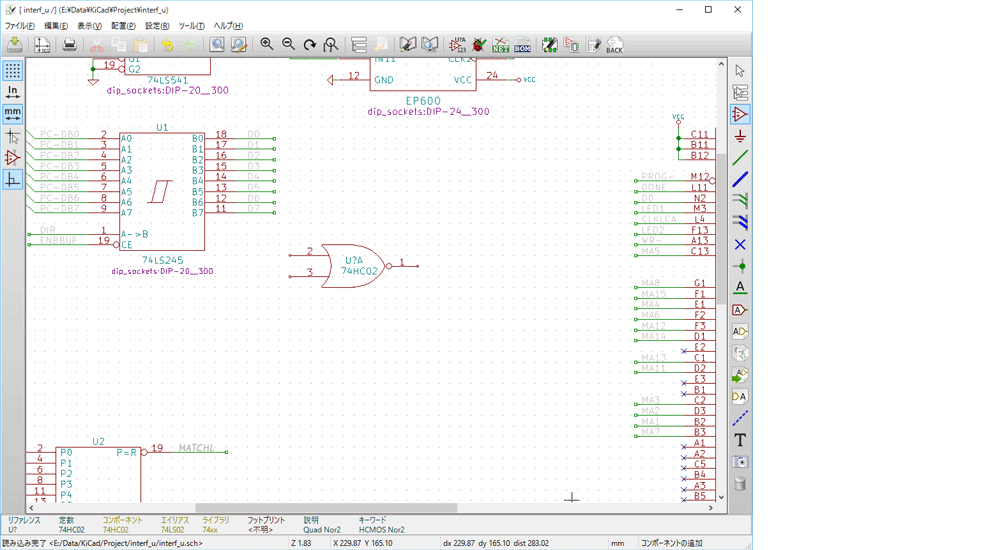 [ interf_u /] (E:¥Data¥KiCad¥Project¥interf_u)
ファイル(F) 編集(E) 表示(V) 配置(P) 設定(R) ツール(T) ヘルプ(H)
In
mm
U?A
123
NET
BOM
BACK
G1
19 G2
74LS541
dip_sockets:DIP-20__300
IN11 CLK2
12 GND VCC 24 VCC
EP600
dip_sockets:DIP-24__300
U1
PC-DB0 2 A0 B0 18 D0
PC-DB1 3 A1 B1 17 D1
PC-DB2 4 A2 B2 16 D2
PC-DB3 5 A3 B3 15 D3
PC-DB4 6 A4 B4 14 D4
PC-DB5 7 A5 B5 13 D5
PC-DB6 8 A6 B6 12 D6
PC-DB7 9 A7 B7 11 D7
DIR 1 A->B
ENBBUF 19 CE
74LS245
dip_sockets:DIP-20__300
2
3
U?A
74HC02
1
VCC
C11
B11
B12
PROG- M12
DONE L11
D0 N2
LED1 M3
CLKLCA L4
LED2 F13
WR- A13
MA5 C13
MA8 G1
MA15 F1
MA4 E1
MA6 F2
MA12 F3
MA14 D1
E2
MA13 C1
MA11 D2
E3
B1
MA3 C2
MA2 D3
MA1 B2
MA7 B3
A1
A2
C5
B4
A3
B5
U2
2 P0 P=R 19 MATCHL
4 P1
6 P2
8 P3
11 P4
13
リファレンス 定数 コンポーネント エイリアス ライブラリ フットプリント 説明 キーワード
U? 74HC02 74HC02 74LS02 74xx <不明> Quad Nor2 HCMOS Nor2
読み込み完了 <E:/Data/KiCad/Project/interf_u/interf_u.sch> Z 1.83 X 229.87 Y 165.10 dx 229.87 dy 165.10 dist 283.02 mm コンポーネントの追加